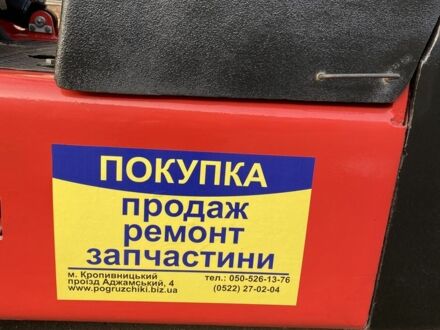 ПОКУПКА
продаж
ремонт
запчастини
м. Кропивницький тел.: 050-526-13-76
проїзд Аджамський, 4 (0522) 27-02-04
www.pogruzchiki.biz.ua